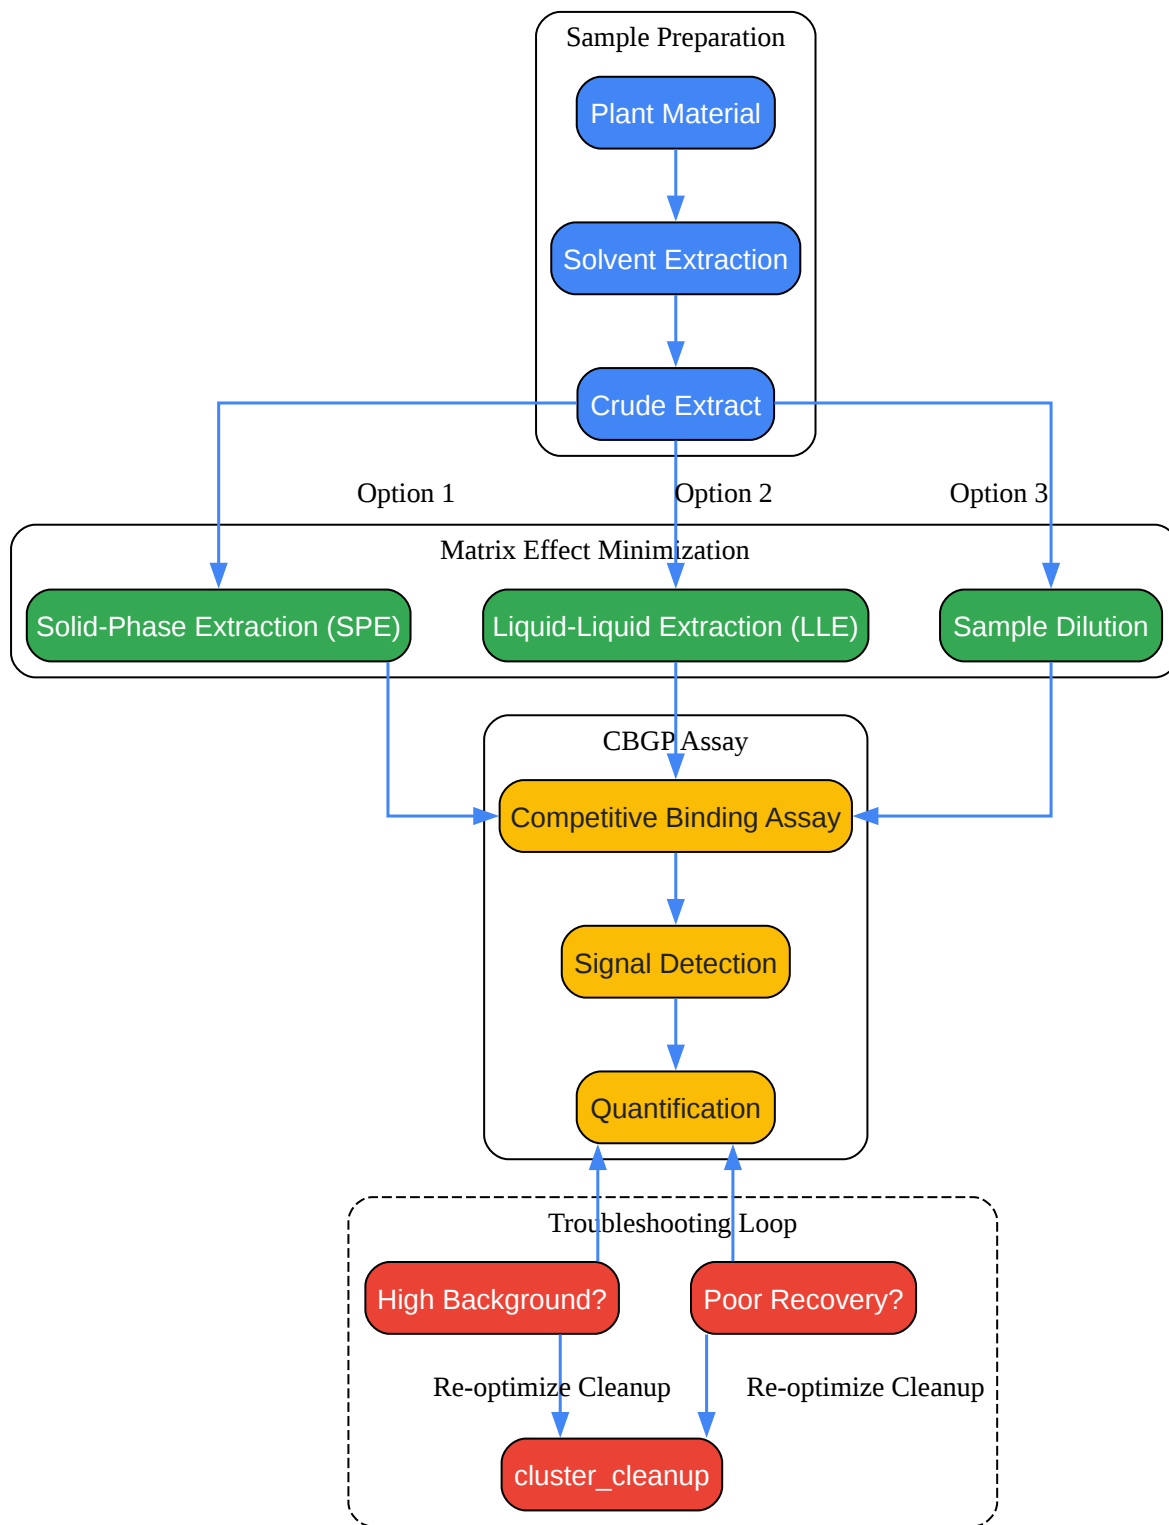 Sample Preparation
Plant Material
Solvent Extraction
Crude Extract
Option 1
Option 2
Option 3
Matrix Effect Minimization
Solid-Phase Extraction (SPE)
Liquid-Liquid Extraction (LLE)
Sample Dilution
CBGP Assay
Competitive Binding Assay
Signal Detection
Quantification
Troubleshooting Loop
High Background?
Poor Recovery?
Re-optimize Cleanup
Re-optimize Cleanup
cluster_cleanup